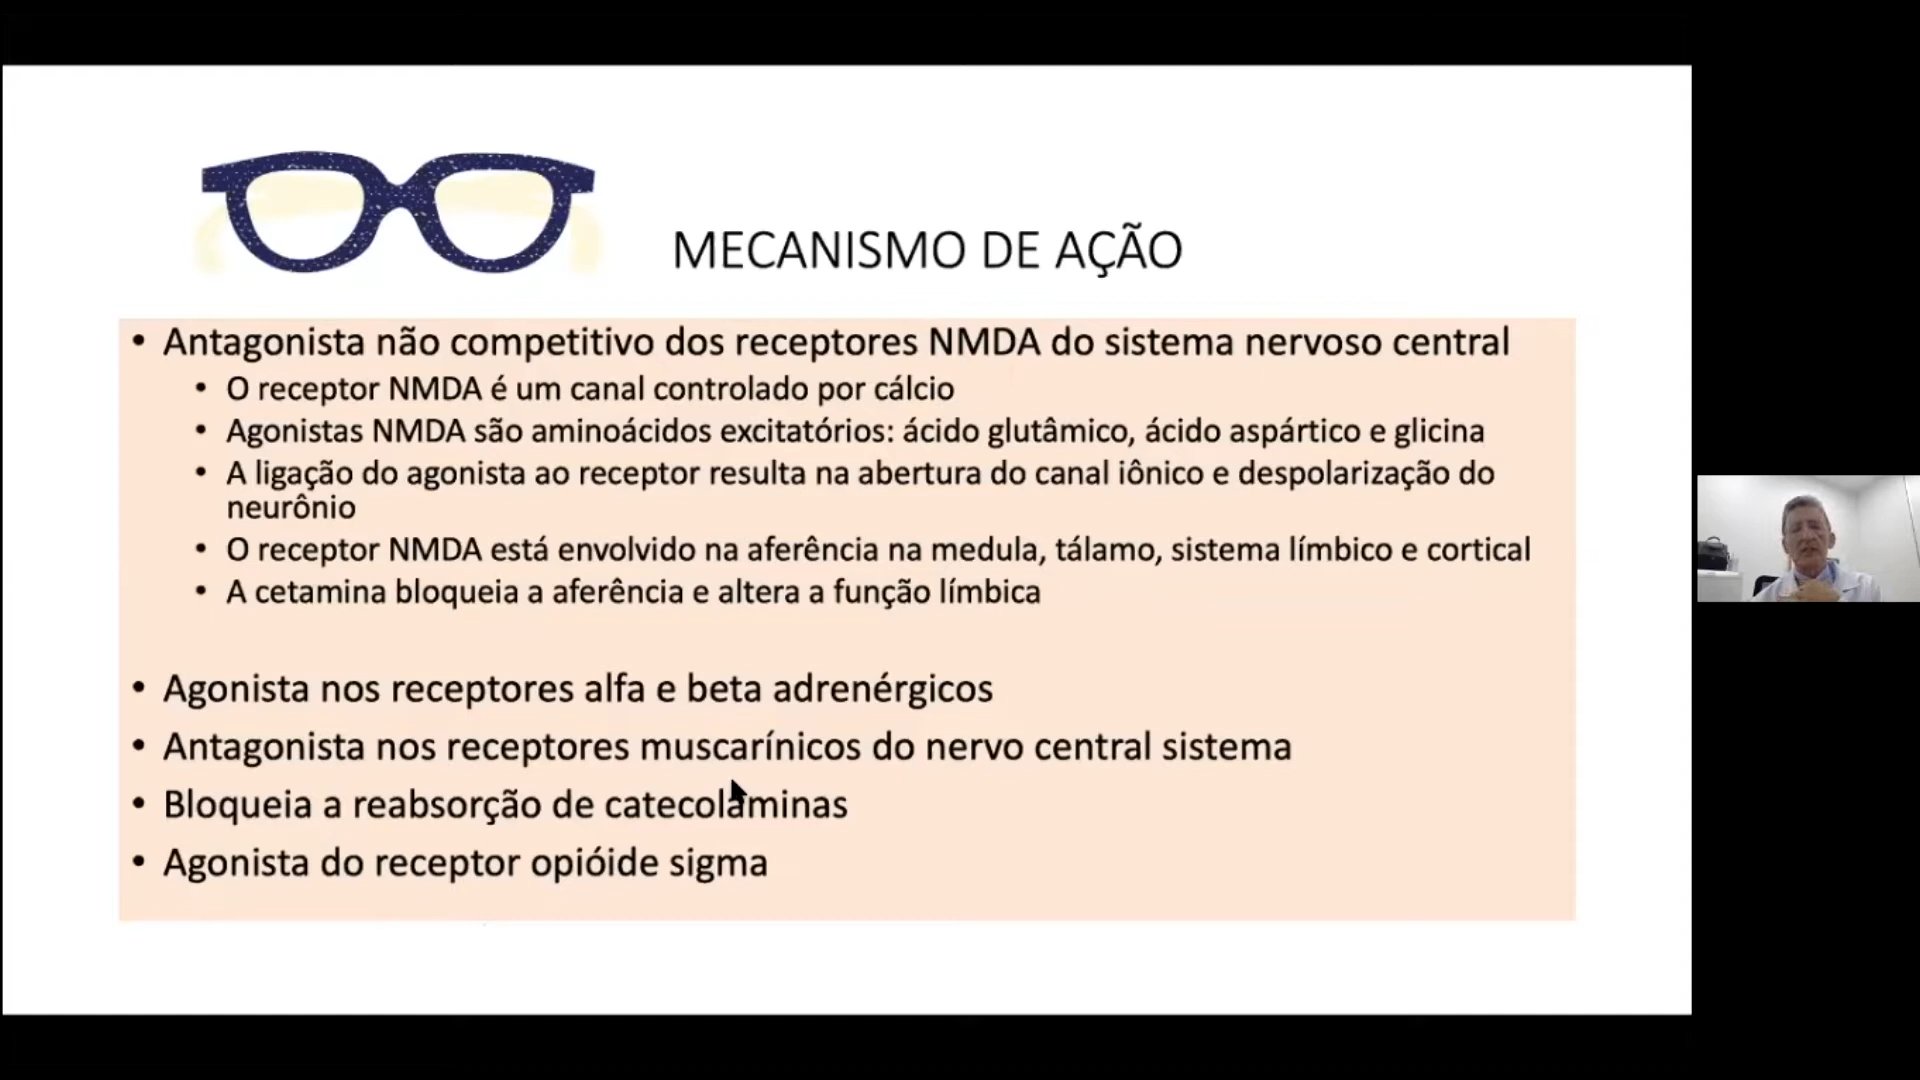 MECANISMO DE AÇÃO
• Antagonista não competitivo dos receptores NMDA do sistema nervoso central
• O receptor NMDA é um canal controlado por cálcio
• Agonistas NMDA são aminoácidos excitatórios: ácido glutâmico, ácido aspártico e glicina
• A ligação do agonista ao receptor resulta na abertura do canal iônico e despolarização do
neurônio
• O receptor NMDA está envolvido na aferência na medula, tálamo, sistema límbico e cortical
• A cetamina bloqueia a aferência e altera a função límbica
• Agonista nos receptores alfa e beta adrenérgicos
• Antagonista nos receptores muscarínicos do nervo central sistema
• Bloqueia a reabsorção de catecolaminas
• Agonista do receptor opióide sigma